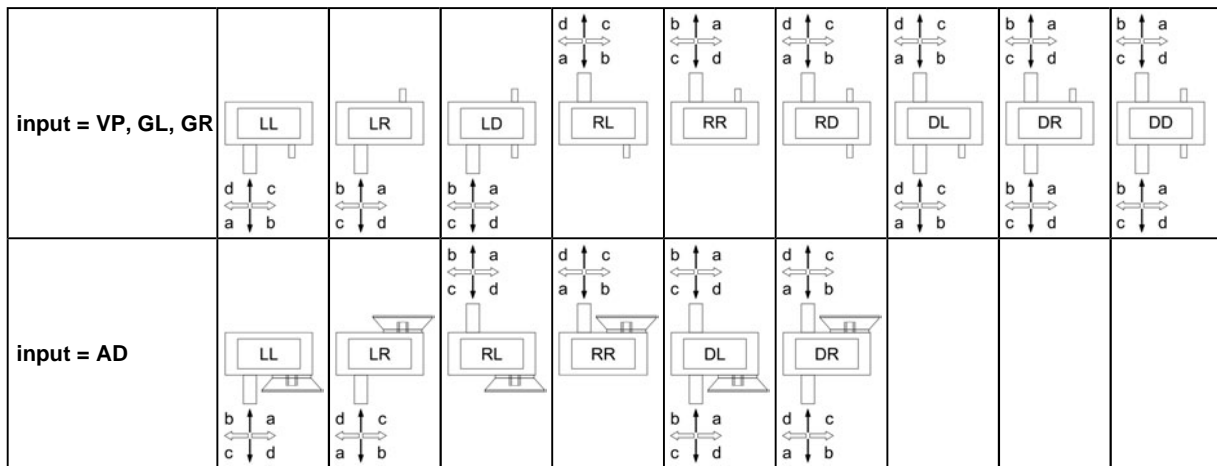 d c b a d c d c b a b a
a b c d a b a b c d c d
input = VP, GL, GR LL LR LD RL RR RD DL DR DD
d c b a b a d c b a b a
a b c d c d a b c d c d
b a d c b a d c
c d a b c d a b
input = AD LL LR RL RR DL DR
b a d c b a d c
c d a b c d a b